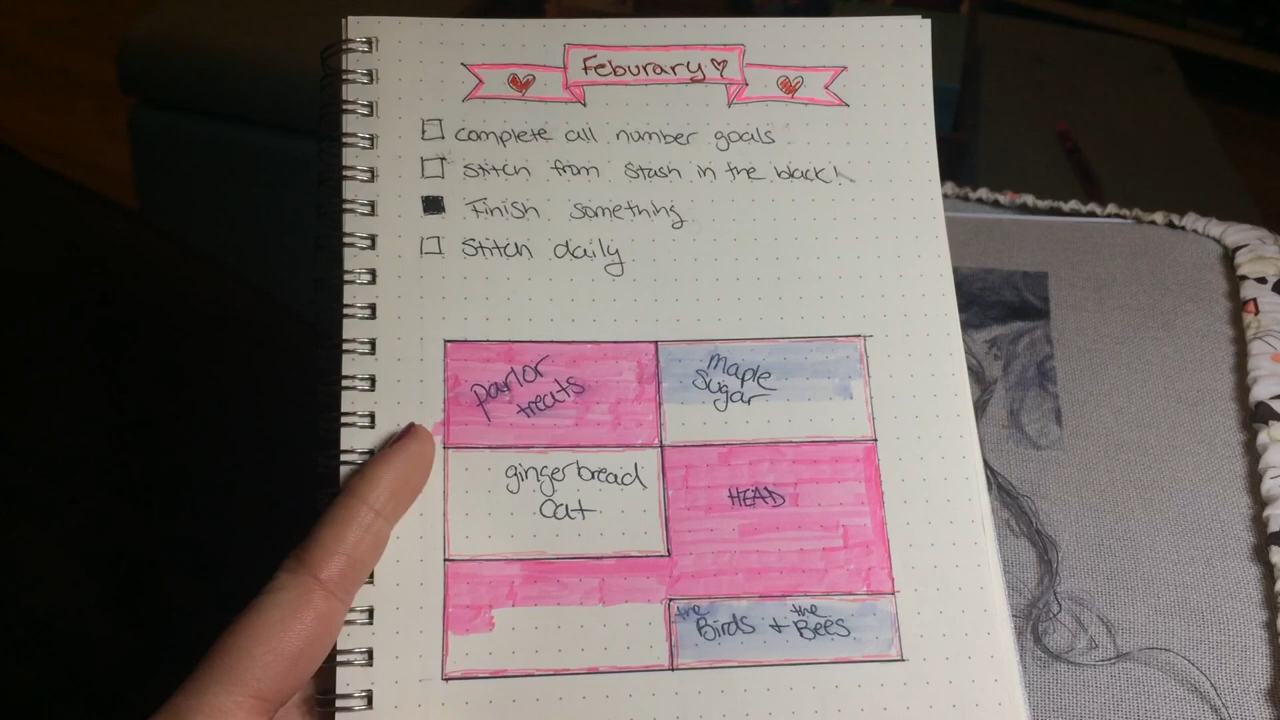 Feburary
complete all number goals
Stitch from Stash in the black!
Finish something
Stitch daily
parlor
treats
maple
sugar
gingerbread
cat
HEAD
the Birds + the Bees